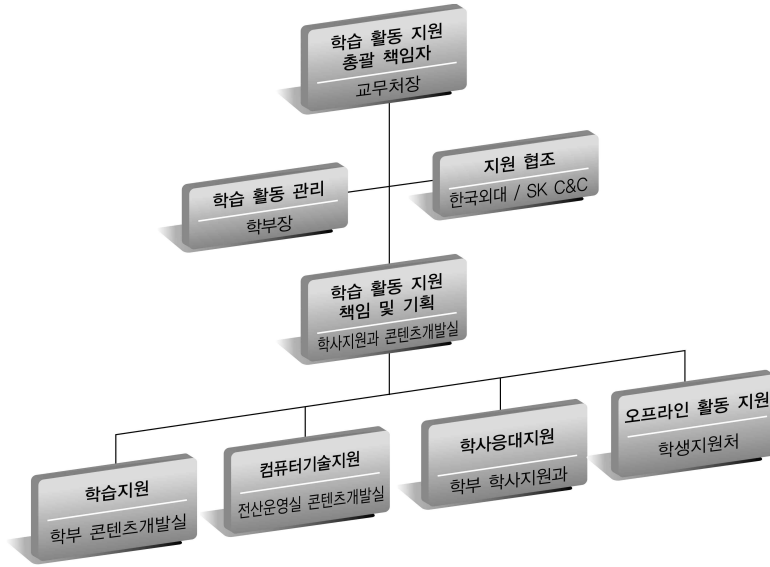 학습 활동 지원
총괄 책임자
교무처장
학습 활동 관리
학부장
지원 협조
한국외대 / SK C&C
학습 활동 지원
책임 및 기획
학사지원과 콘텐츠개발실
학습지원
학부 콘텐츠개발실
컴퓨터기술지원
전산운영실 콘텐츠개발실
학사응대지원
학부 학사지원과
오프라인 활동 지원
학생지원처